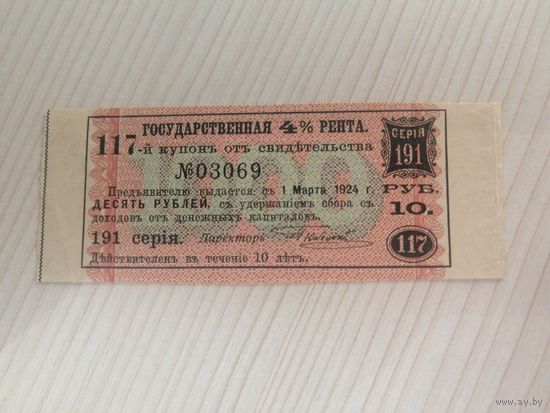 ГОСУДАРСТВЕННАЯ 4% РЕНТА.
117-й купонъ отъ свидѣтельства
№03069
Предъявителю выдается съ 1 Марта 1924 г.
ДЕСЯТЬ РУБЛЕЙ, съ удержаніемъ сбора съ
доходовъ отъ денежныхъ капиталовъ.
191 серія. Директоръ
Дѣйствителенъ въ теченіе 10 лѣтъ.
СЕРІЯ
191
РУБ.
10.
117
1000
www.ay.by